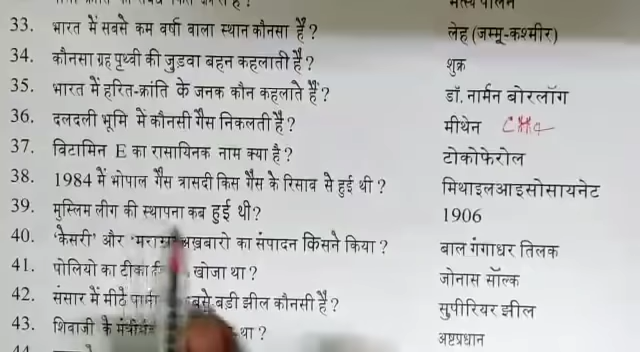 33. भारत में सबसे कम वर्षा वाला स्थान कौनसा है? लेह (जम्मू-कश्मीर)
34. कौनसा ग्रह पृथ्वी की जुड़वा बहन कहलाती है? शुक्र
35. भारत में हरित-क्रांति के जनक कौन कहलाते हैं? डॉ. नार्मन बोरलॉग
36. दलदली भूमि में कौनसी गैस निकलती है? मीथेन CH4
37. विटामिन E का रासायिनक नाम क्या है? टोकोफेरोल
38. 1984 में भोपाल गैस त्रासदी किस गैस के रिसाव से हुई थी? मिथाइलआइसोसायनेट
39. मुस्लिम लीग की स्थापना कब हुई थी? 1906
40. 'केसरी' और अख़बारो का संपादन किसने किया? बाल गंगाधर तिलक
41. पोलियो का टीका खोजा था? जोनास सॉल्क
42. संसार में मीठे बड़ी झील कौनसी है? सुपीरियर झील
43. शिवाजी के था? अष्टप्रधान